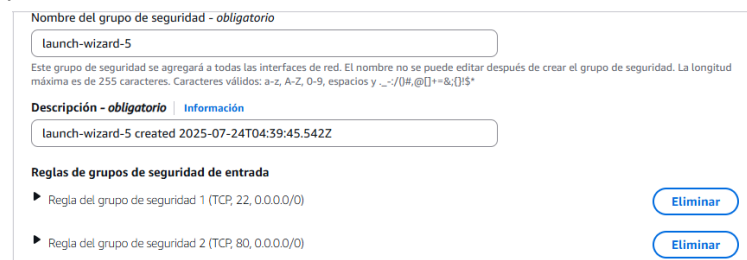 Nombre del grupo de seguridad - obligatorio
launch-wizard-5
Este grupo de seguridad se agregará a todas las interfaces de red. El nombre no se puede editar después de crear el grupo de seguridad. La longitud
máxima es de 255 caracteres. Caracteres válidos: a-z, A-Z, 0-9, espacios y ._-:/()#,@[]+=&;{}!$*
Descripción - obligatorio | Información
launch-wizard-5 created 2025-07-24T04:39:45.542Z
Reglas de grupos de seguridad de entrada
Regla del grupo de seguridad 1 (TCP, 22, 0.0.0.0/0) Eliminar
Regla del grupo de seguridad 2 (TCP, 80, 0.0.0.0/0) Eliminar